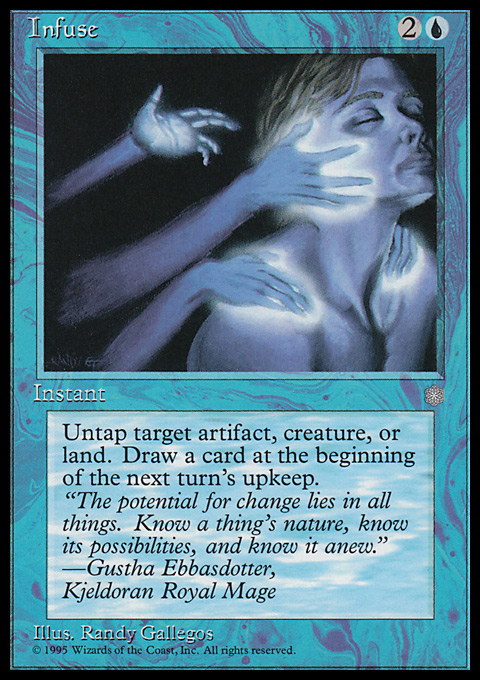 Infuse 2
Instant
Untap target artifact, creature, or
land. Draw a card at the beginning
of the next turn's upkeep.
“The potential for change lies in all
things. Know a thing's nature, know
its possibilities, and know it anew.”
—Gustha Ebbasdotter,
Kjeldoran Royal Mage
Illus. Randy Gallegos
© 1995 Wizards of the Coast, Inc. All rights reserved.